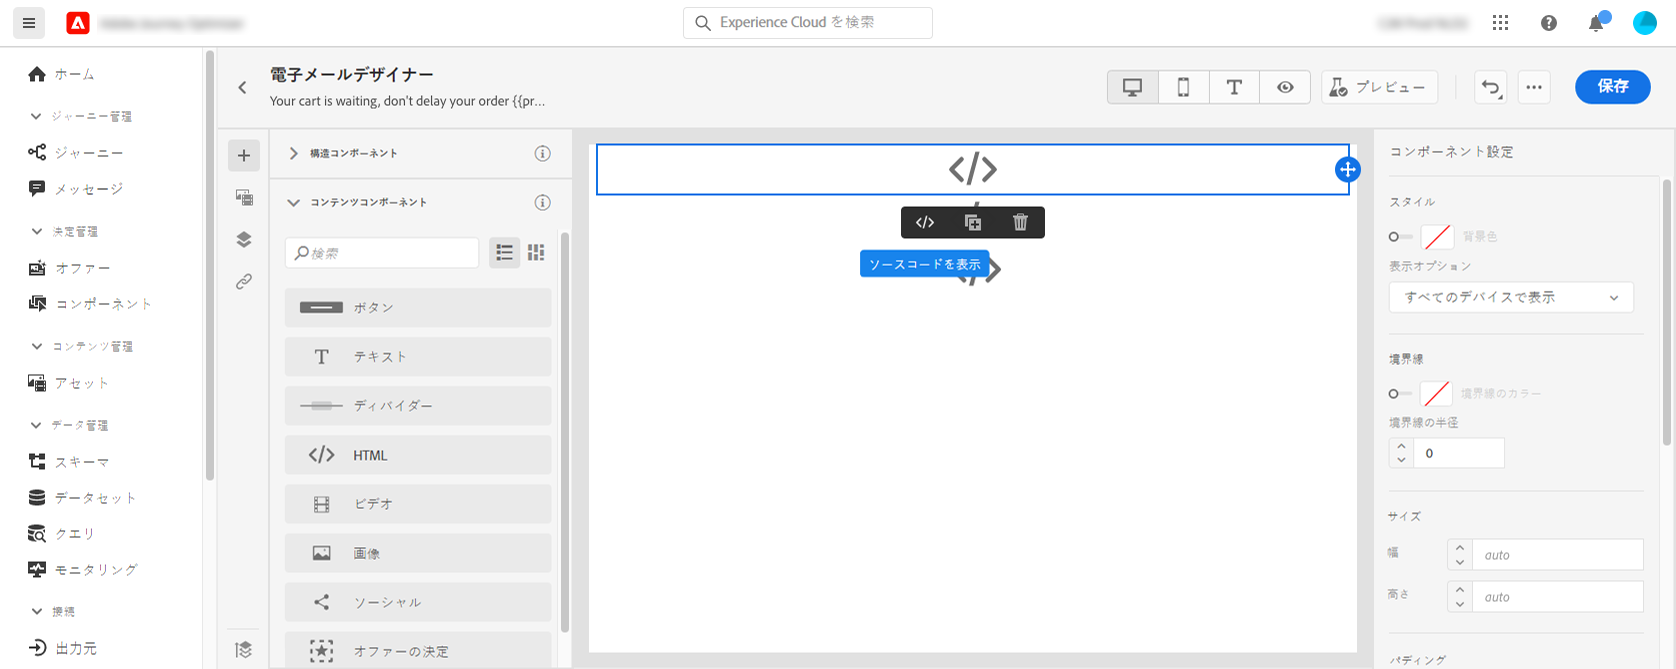 Experience Cloud を検索
ホーム
ジャーニー管理
ジャーニー
メッセージ
決定管理
オファー
コンポーネント
コンテンツ管理
アセット
データ管理
スキーマ
データセット
クエリ
モニタリング
接続
出力元
電子メールデザイナー
Your cart is waiting, don't delay your order {{pr...
プレビュー
保存
構造コンポーネント
コンテンツコンポーネント
検索
ボタン
テキスト
ディバイダー
HTML
ビデオ
画像
ソーシャル
オファーの決定
ソースコードを表示
コンポーネント設定
スタイル
背景色
表示オプション
すべてのデバイスで表示
境界線
境界線のカラー
境界線の半径
0
サイズ
幅
auto
高さ
auto
パディング